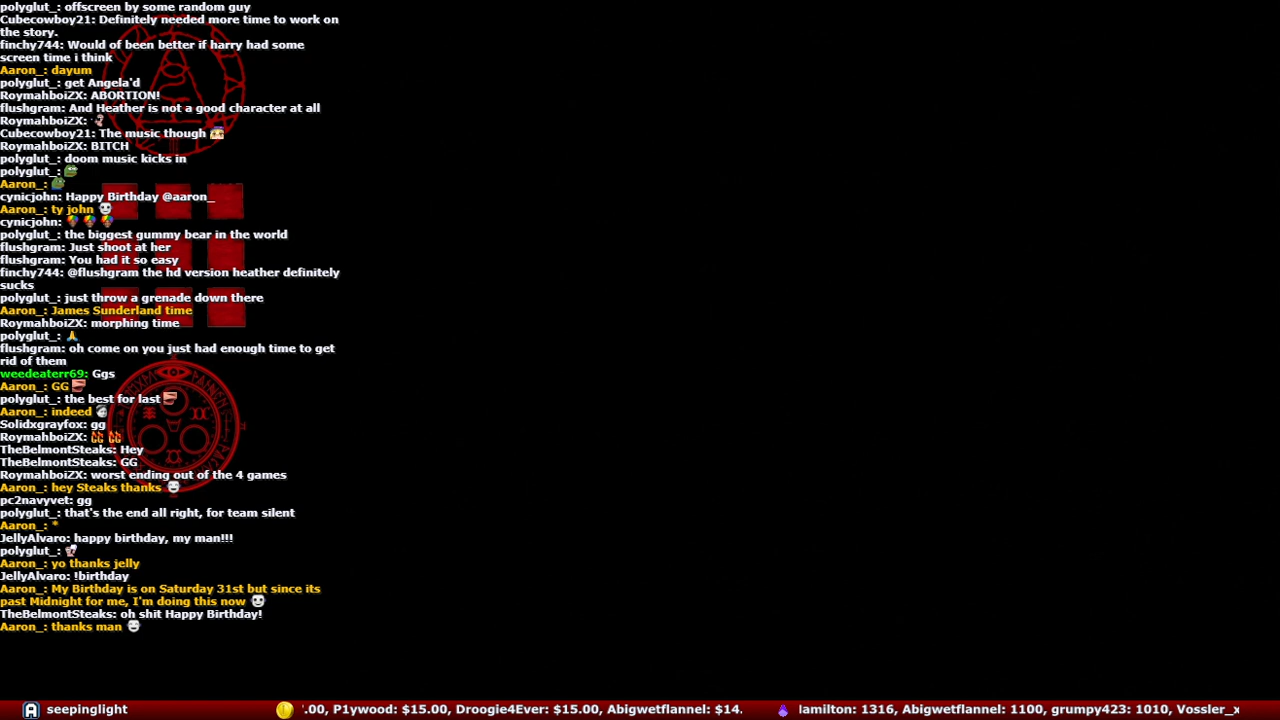 polyglut_: offscreen by some random guy
Cubecowboy21: Definitely needed more time to work on
the story.
finchy744: Would of been better if harry had some
screen time i think
Aaron_: dayum
polyglut_: get Angela'd
RoymahboiZX: ABORTION!
flushgram: And Heather is not a good character at all
RoymahboiZX:
Cubecowboy21: The music though
RoymahboiZX: BITCH
polyglut_: doom music kicks in
polyglut_:
Aaron_:
cynicjohn: Happy Birthday @aaron_
Aaron_: ty john
cynicjohn:
polyglut_: the biggest gummy bear in the world
flushgram: Just shoot at her
flushgram: You had it so easy
finchy744: @flushgram the hd version heather definitely
sucks
polyglut_: just throw a grenade down there
Aaron_: James Sunderland time
RoymahboiZX: morphing time
polyglut_: 🙏
flushgram: oh come on you just had enough time to get
rid of them
weedeaterr69: Ggs
Aaron_: GG
polyglut_: the best for last
Aaron_: indeed
Solidxgrayfox: gg
RoymahboiZX:
TheBelmontSteaks: Hey
TheBelmontSteaks: GG
RoymahboiZX: worst ending out of the 4 games
Aaron_: hey Steaks thanks
pc2navyvet: gg
polyglut_: that's the end all right, for team silent
Aaron_: *
JellyAlvaro: happy birthday, my man!!!
polyglut_:
Aaron_: yo thanks jelly
JellyAlvaro: !birthday
Aaron_: My Birthday is on Saturday 31st but since its
past Midnight for me, I'm doing this now
TheBelmontSteaks: oh shit Happy Birthday!
Aaron_: thanks man
A seepinglight .00, P1ywood: $15.00, Droogie4Ever: $15.00, Abigwetflannel: $14. lamilton: 1316, Abigwetflannel: 1100, grumpy423: 1010, Vossler_x